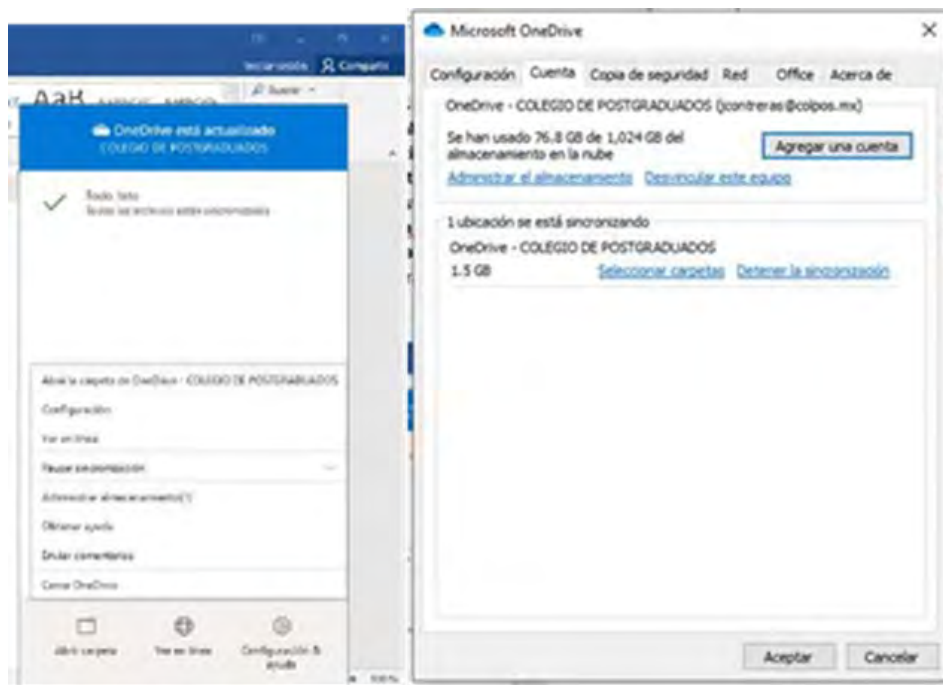 Iniciar sesión Compartir
Buscar
OneDrive está actualizado
COLEGIO DE POSTGRADUADOS
Todo listo
Todos los archivos están sincronizados
Abrir la carpeta de OneDrive - COLEGIO DE POSTGRADUADOS
Configuración
Ver en línea
Pausar sincronización
Administrar almacenamiento
Obtener ayuda
Enviar comentarios
Cerrar OneDrive
Abrir carpeta
Ver en línea
Configuración &
ayuda
Microsoft OneDrive
Configuración Cuenta Copia de seguridad Red Office Acerca de
OneDrive - COLEGIO DE POSTGRADUADOS (jcontreras@colpos.mx)
Se han usado 76.8 GB de 1,024 GB del
almacenamiento en la nube
Agregar una cuenta
Administrar el almacenamiento Desvincular este equipo
1 ubicación se está sincronizando
OneDrive - COLEGIO DE POSTGRADUADOS
1.5 GB Seleccionar carpetas Detener la sincronización
Aceptar Cancelar